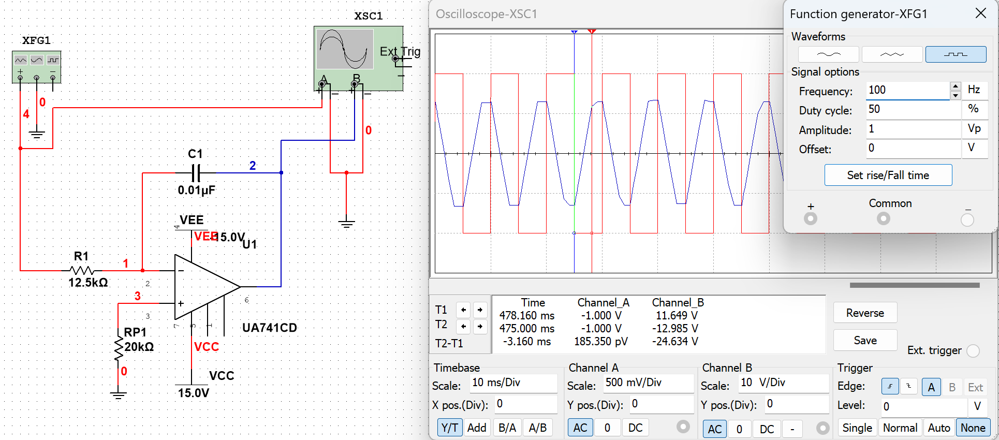 XFG1
+
−
4
0
XSC1
Ext Trig
A
B
+
−
+
−
−
0
C1
2
0.01µF
VEE
4
VEE
15.0V
U1
R1
1
12.5kΩ
2
3
3
6
7
5
1
UA741CD
RP1
20kΩ
VCC
0
VCC
15.0V
Oscilloscope-XSC1
2
1
Time Channel_A Channel_B
T1 478.160 ms -1.000 V 11.649 V
T2 475.000 ms -1.000 V -12.985 V
T2-T1 -3.160 ms 185.350 pV -24.634 V
Reverse
Save
Ext. trigger
Timebase
Scale: 10 ms/Div
X pos.(Div): 0
Y/T Add B/A A/B
Channel A
Scale: 500 mV/Div
Y pos.(Div): 0
AC 0 DC
Channel B
Scale: 10 V/Div
Y pos.(Div): 0
AC 0 DC -
Trigger
Edge: A B Ext
Level: 0 V
Single Normal Auto None
Function generator-XFG1
Waveforms
Signal options
Frequency: 100 Hz
Duty cycle: 50 %
Amplitude: 1 Vp
Offset: 0 V
Set rise/Fall time
+ Common −